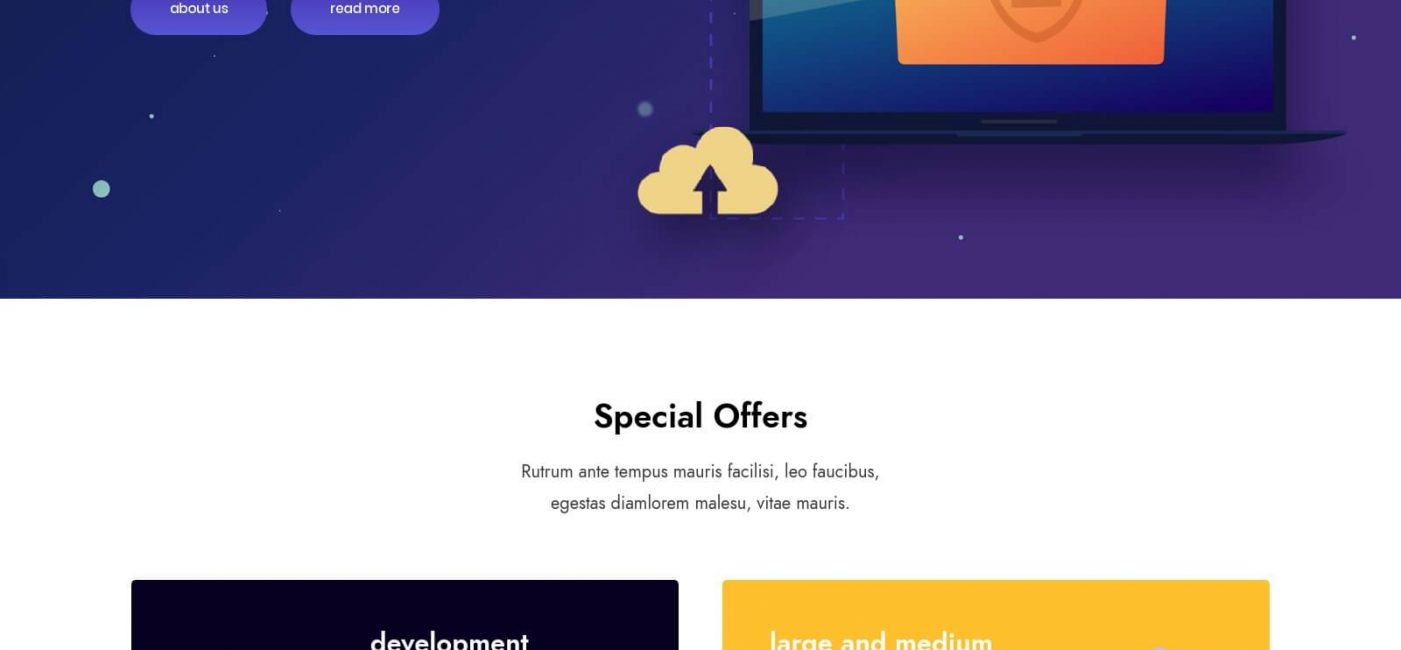 about us
read more
Special Offers
Rutrum ante tempus mauris facilisi, leo faucibus,
egestas diamlorem malesu, vitae mauris.
development
large and medium